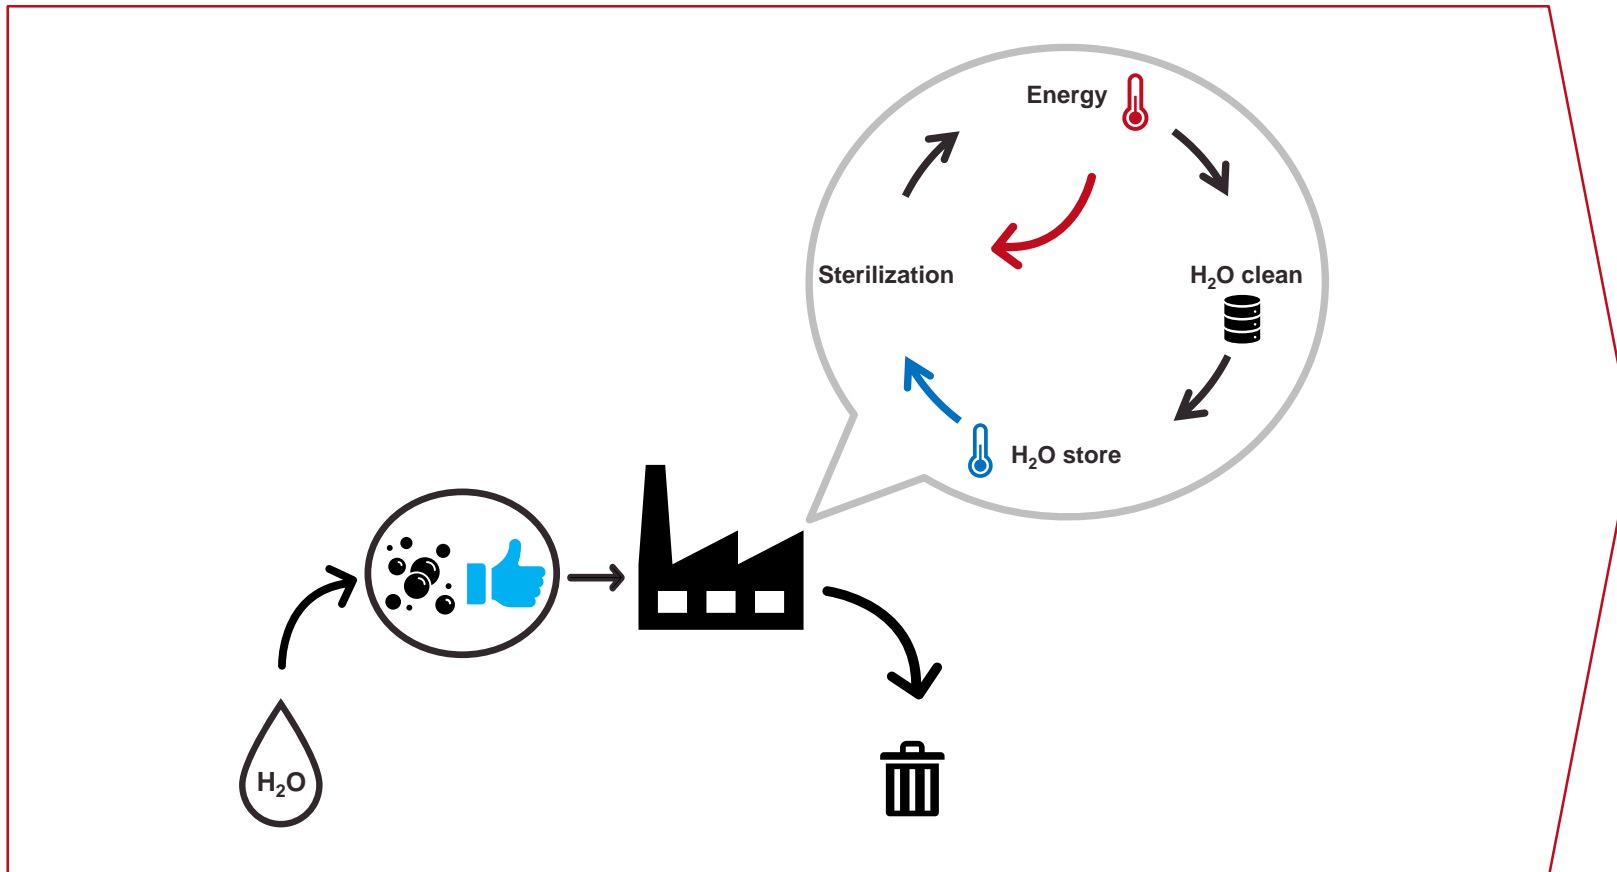 Energy
Sterilization
H₂O clean
H₂O store
H₂O